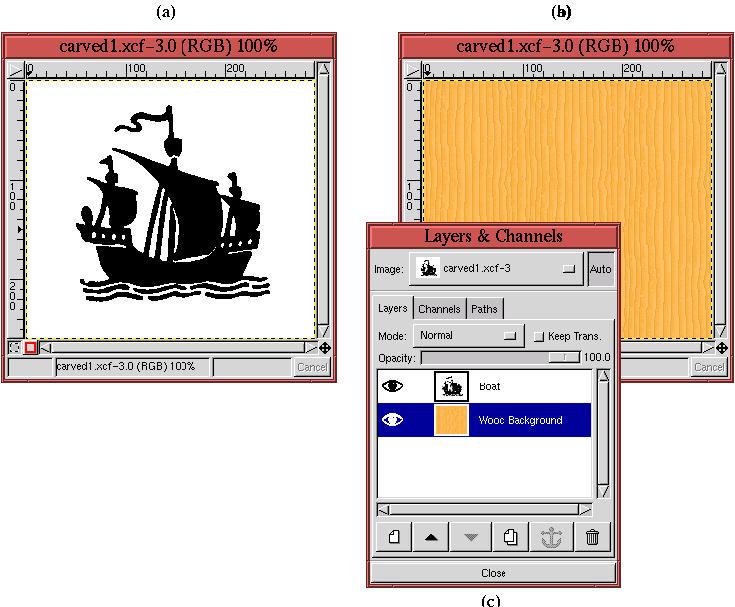 (a)
(b)
carved1.xcf-3.0 (RGB) 100%
0 100 200
0
100
200
carved1.xcf-3.0 (RGB) 100%
Cancel
carved1.xcf-3.0 (RGB) 100%
0 100 200
0
100
Cancel
Layers & Channels
Image: carved1.xcf-3 Auto
Layers Channels Paths
Mode: Normal Keep Trans.
Opacity: 100.0
Boat
Wooc Background
Close
(c)